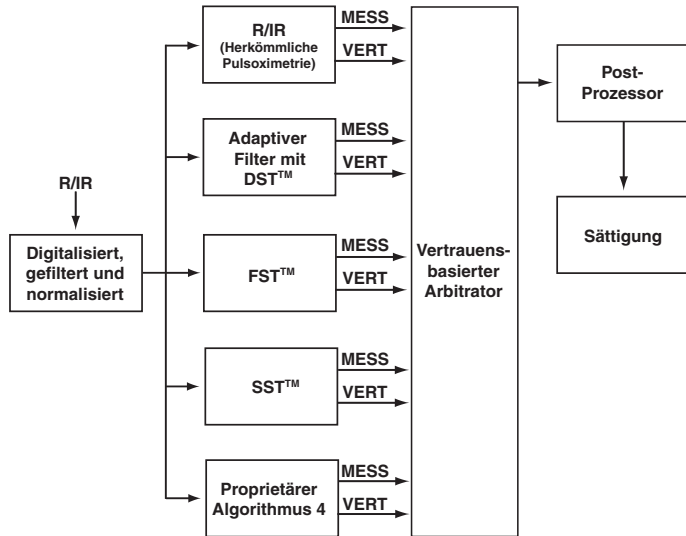 R/IR
Digitalisiert,
gefiltert und
normalisiert
R/IR
(Herkömmliche
Pulsoximetrie)
MESS
VERT
Adaptiver
Filter mit
DST™
MESS
VERT
FST™
MESS
VERT
SST™
MESS
VERT
Proprietärer
Algorithmus 4
MESS
VERT
Vertrauens-
basierter
Arbitrator
Post-
Prozessor
Sättigung